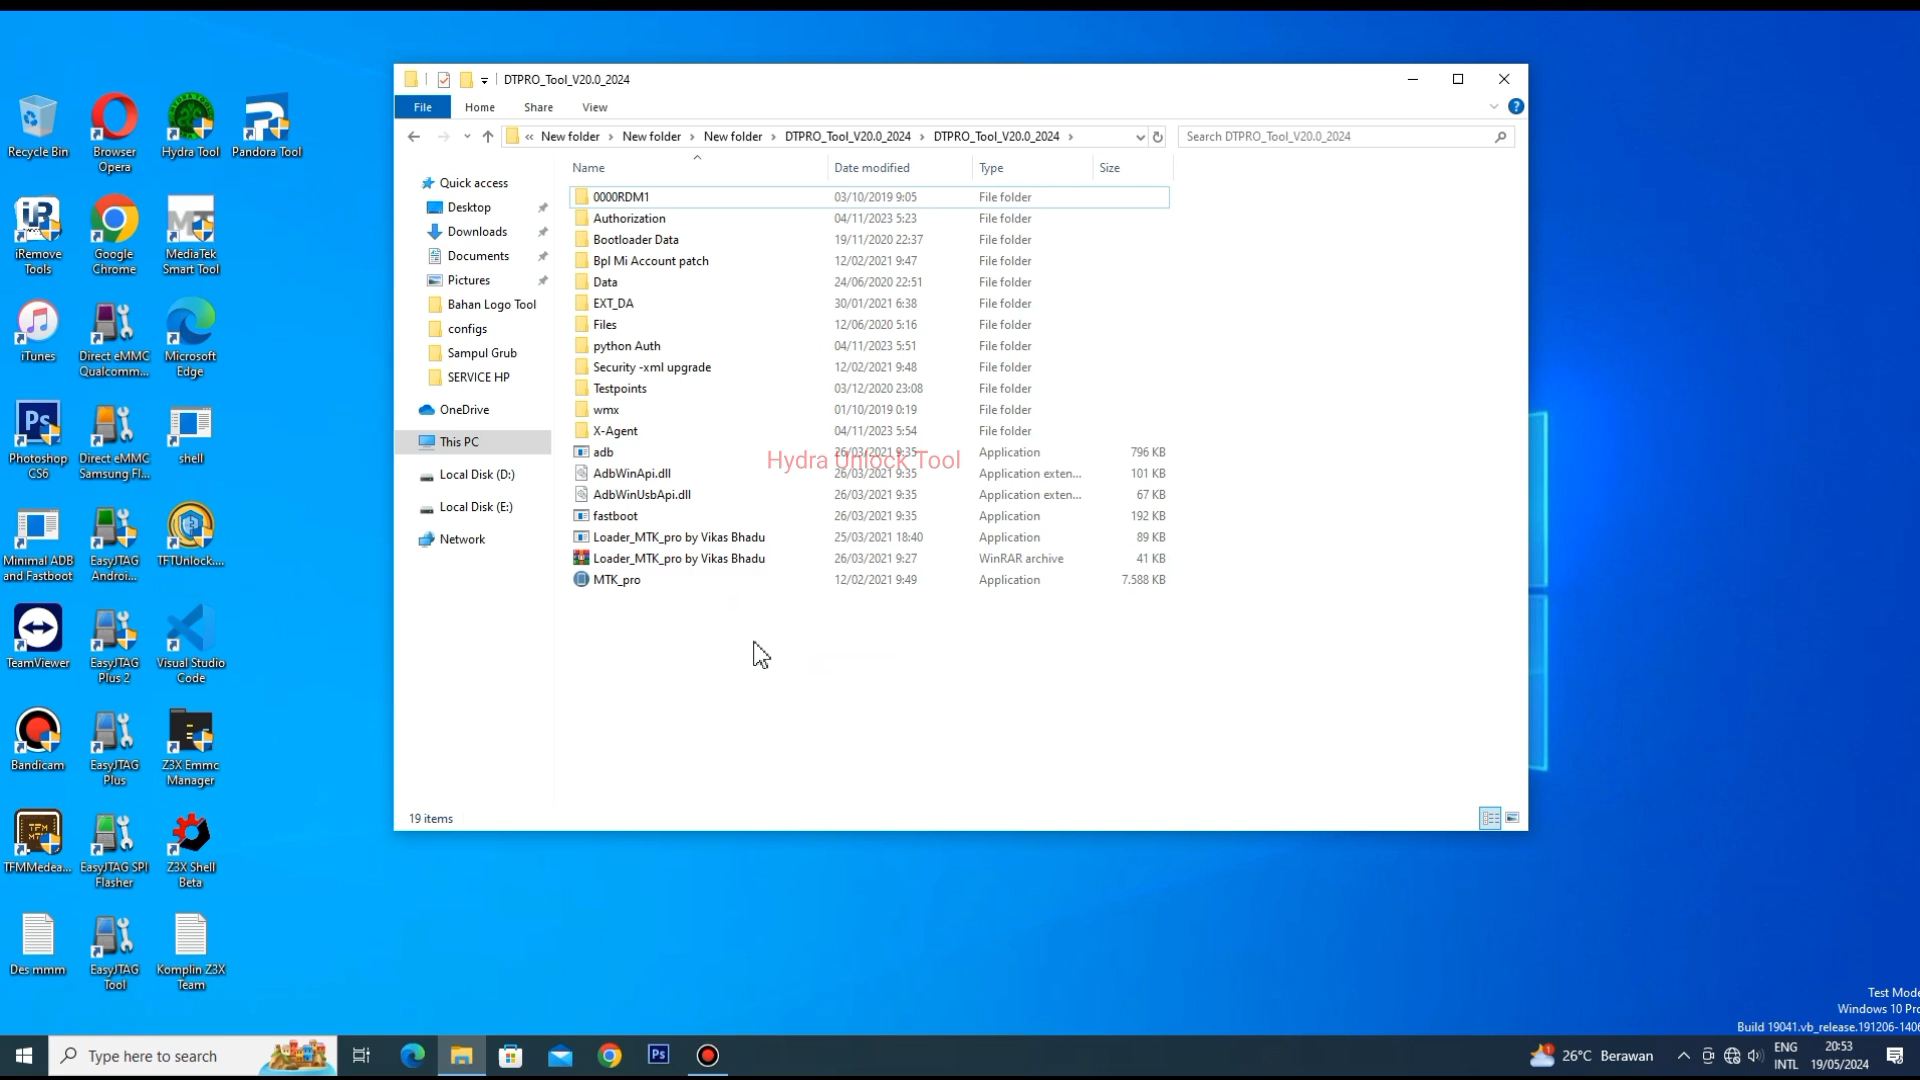 DTPRO_Tool_V20.0_2024
File
Home
Share
View
« New folder › New folder › New folder › DTPRO_Tool_V20.0_2024 › DTPRO_Tool_V20.0_2024 ›
Search DTPRO_Tool_V20.0_2024
Quick access
Desktop
Downloads
Documents
Pictures
Bahan Logo Tool
configs
Sampul Grub
SERVICE HP
OneDrive
This PC
Local Disk (D:)
Local Disk (E:)
Network
Name Date modified Type Size
0000RDM1 03/10/2019 9:05 File folder
Authorization 04/11/2023 5:23 File folder
Bootloader Data 19/11/2020 22:37 File folder
Bpl Mi Account patch 12/02/2021 9:47 File folder
Data 24/06/2020 22:51 File folder
EXT_DA 30/01/2021 6:38 File folder
Files 12/06/2020 5:16 File folder
python Auth 04/11/2023 5:51 File folder
Security -xml upgrade 12/02/2021 9:48 File folder
Testpoints 03/12/2020 23:08 File folder
wmx 01/10/2019 0:19 File folder
X-Agent 04/11/2023 5:54 File folder
adb 26/03/2021 9:35 Application 796 KB
Hydra Unlock Tool
AdbWinApi.dll 26/03/2021 9:35 Application exten... 101 KB
AdbWinUsbApi.dll 26/03/2021 9:35 Application exten... 67 KB
fastboot 26/03/2021 9:35 Application 192 KB
Loader_MTK_pro by Vikas Bhadu 25/03/2021 18:40 Application 89 KB
Loader_MTK_pro by Vikas Bhadu 26/03/2021 9:27 WinRAR archive 41 KB
MTK_pro 12/02/2021 9:49 Application 7.588 KB
19 items
Recycle Bin
Browser
Opera
Hydra Tool
Pandora Tool
iRemove
Tools
Google
Chrome
MediaTek
Smart Tool
iTunes
Direct eMMC
Qualcomm...
Microsoft
Edge
Photoshop
CS6
Direct eMMC
Samsung Fl...
shell
Minimal ADB
and Fastboot
EasyJTAG
Androi...
TFTUnlock....
TeamViewer
EasyJTAG
Plus 2
Visual Studio
Code
Bandicam
EasyJTAG
Plus
Z3X Emmc
Manager
TFMMedea...
EasyJTAG SPI
Flasher
Z3X Shell
Beta
Des mmm
EasyJTAG
Tool
Komplin Z3X
Team
Test Mode
Windows 10 Pro
Build 19041.vb_release.191206-1406
Type here to search
26°C Berawan
ENG
INTL
20:53
19/05/2024